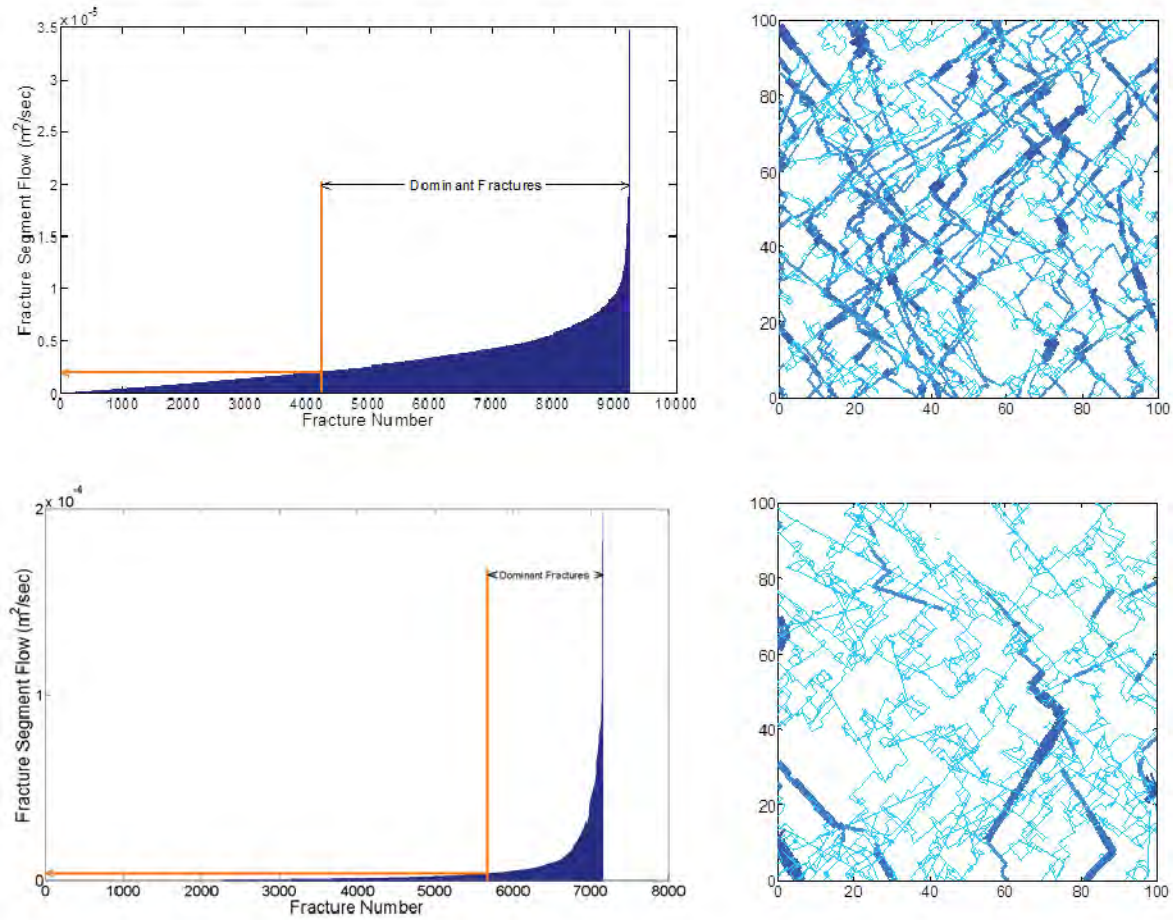 3.5 x 10^-5
3
2.5
2
1.5
1
0.5
0
Fracture Segment Flow (m^2/sec)
Dominant Fractures
0 1000 2000 3000 4000 5000 6000 7000 8000 9000 10000
Fracture Number
100
80
60
40
20
0
0 20 40 60 80 100
2 x 10^-4
1
0
Fracture Segment Flow (m^2/sec)
Dominant Fractures
0 1000 2000 3000 4000 5000 6000 7000 8000
Fracture Number
100
80
60
40
20
0
0 20 40 60 80 100